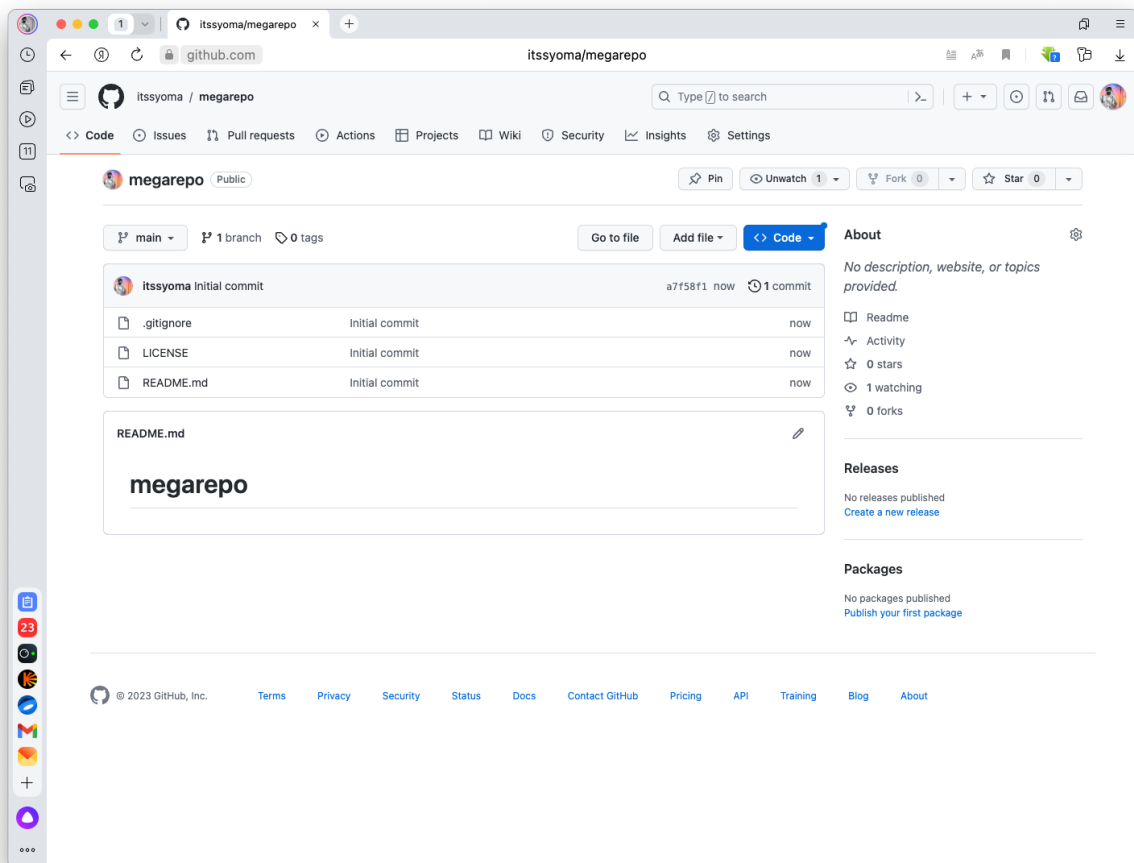 1
itssyoma/megarepo
github.com
itssyoma/megarepo
itssyoma / megarepo
Type / to search
Code Issues Pull requests Actions Projects Wiki Security Insights Settings
11
megarepo Public
Pin Unwatch 1 Fork 0 Star 0
main 1 branch 0 tags Go to file Add file Code
itssyoma Initial commit a7f58f1 now 1 commit
.gitignore Initial commit now
LICENSE Initial commit now
README.md Initial commit now
README.md
megarepo
About
No description, website, or topics
provided.
Readme
Activity
0 stars
1 watching
0 forks
Releases
No releases published
Create a new release
Packages
No packages published
Publish your first package
23
© 2023 GitHub, Inc. Terms Privacy Security Status Docs Contact GitHub Pricing API Training Blog About